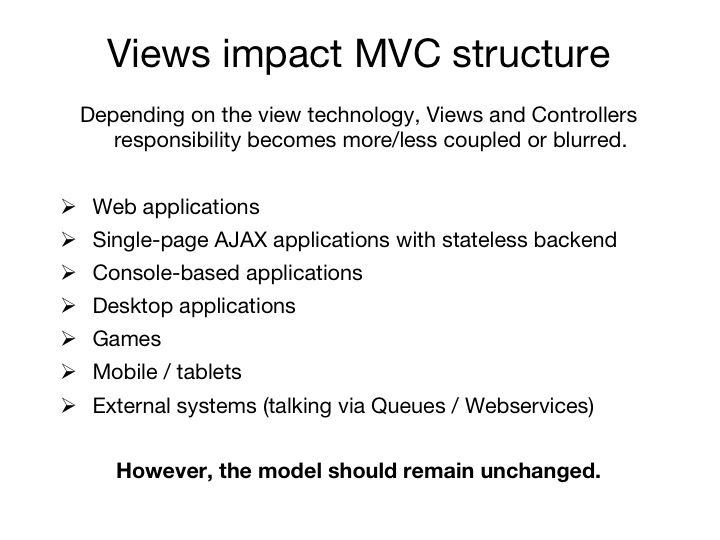 Views impact MVC structure
Depending on the view technology, Views and Controllers
responsibility becomes more/less coupled or blurred.
➢ Web applications
➢ Single-page AJAX applications with stateless backend
➢ Console-based applications
➢ Desktop applications
➢ Games
➢ Mobile / tablets
➢ External systems (talking via Queues / Webservices)
However, the model should remain unchanged.